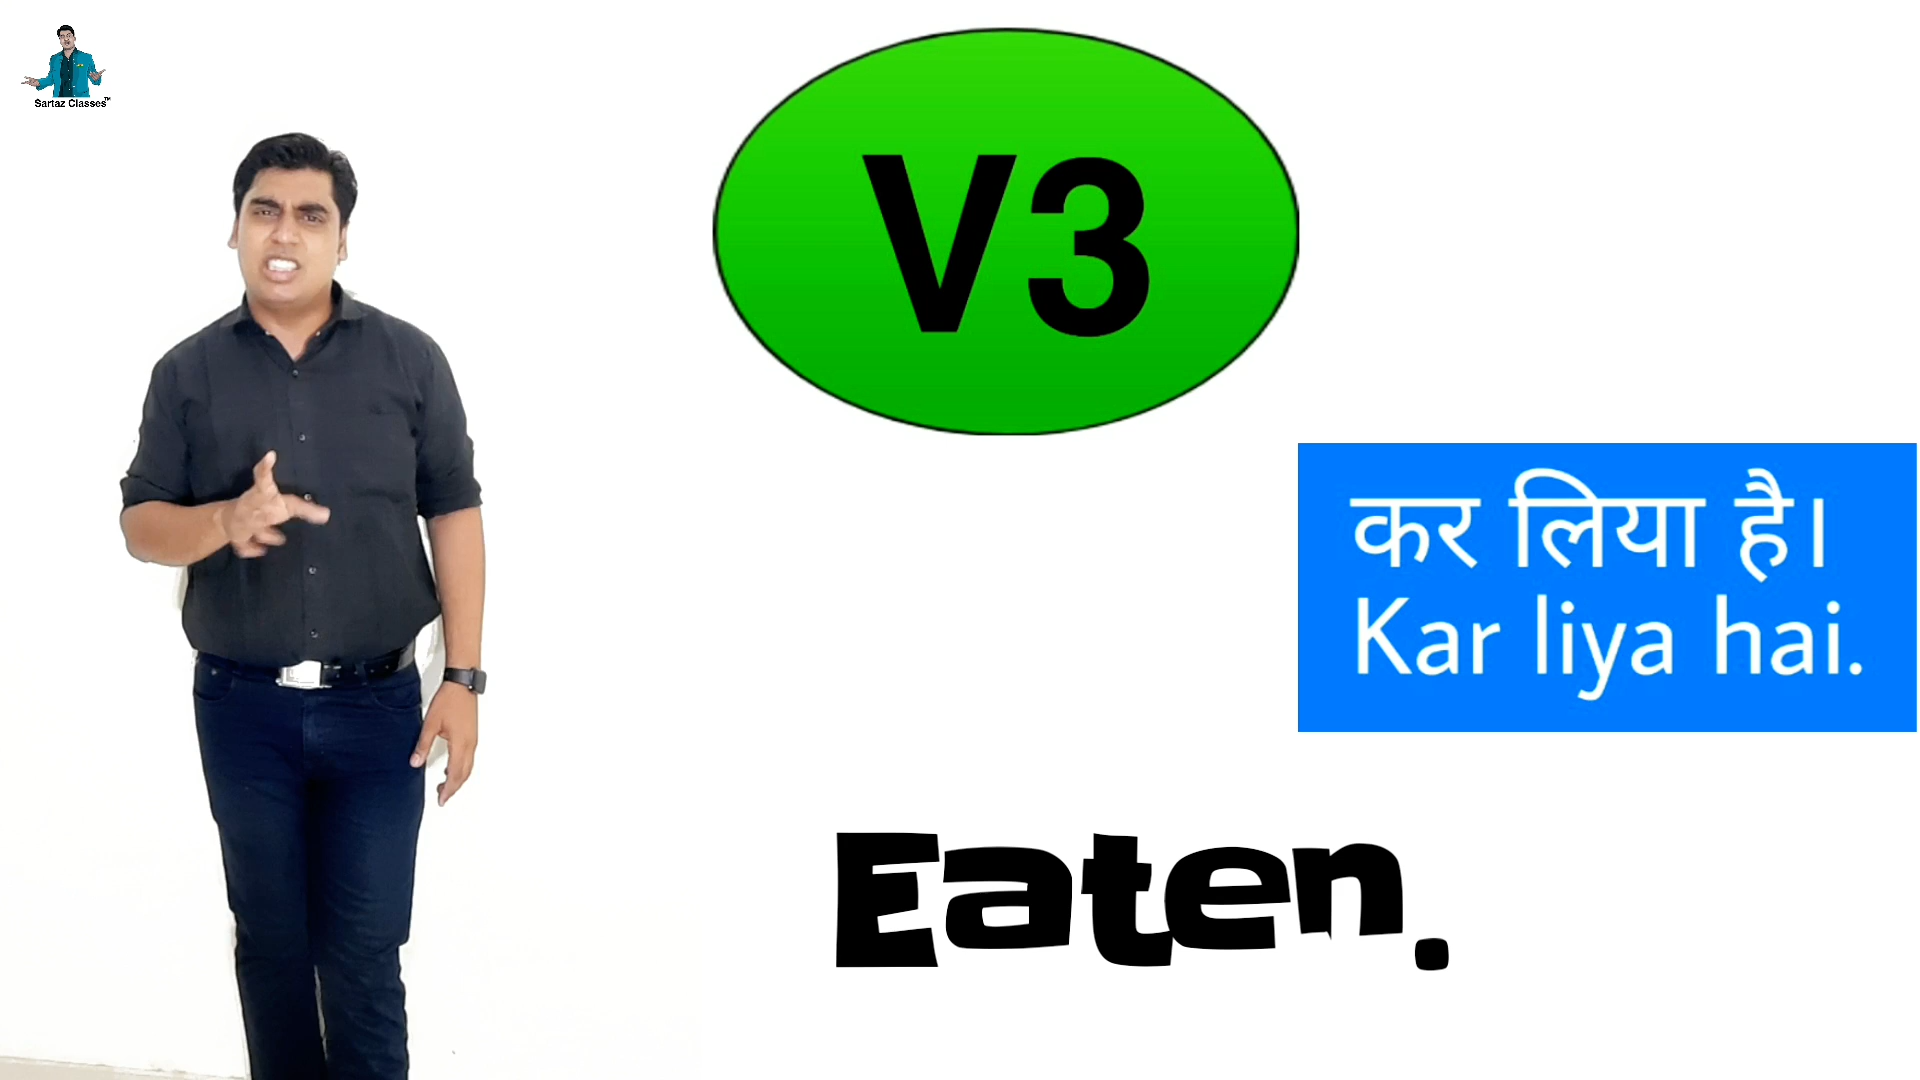 Sartaz Classes™
V3
कर लिया है।
Kar liya hai.
Eaten.